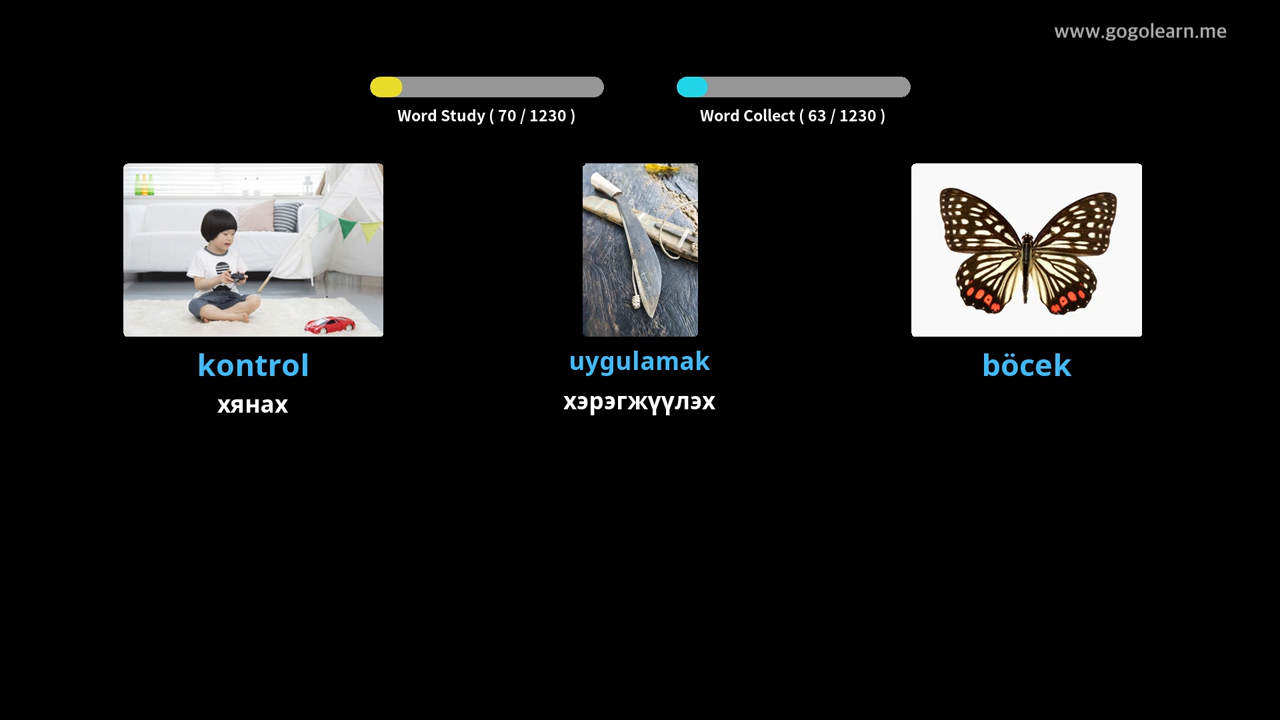 www.gogolearn.me
Word Study ( 70 / 1230 )
Word Collect ( 63 / 1230 )
kontrol
хянах
uygulamak
хэрэгжүүлэх
böcek